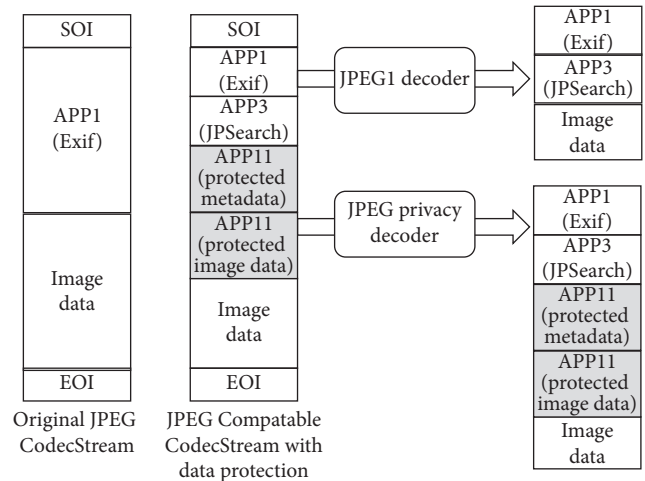 SOI
APP1
(Exif)
Image
data
EOI
Original JPEG
CodecStream
SOI
APP1
(Exif)
APP3
(JPSearch)
APP11
(protected
metadata)
APP11
(protected
image data)
Image
data
EOI
JPEG Compatable
CodecStream with
data protection
JPEG1 decoder
JPEG privacy
decoder
APP1
(Exif)
APP3
(JPSearch)
Image
data
APP1
(Exif)
APP3
(JPSearch)
APP11
(protected
metadata)
APP11
(protected
image data)
Image
data